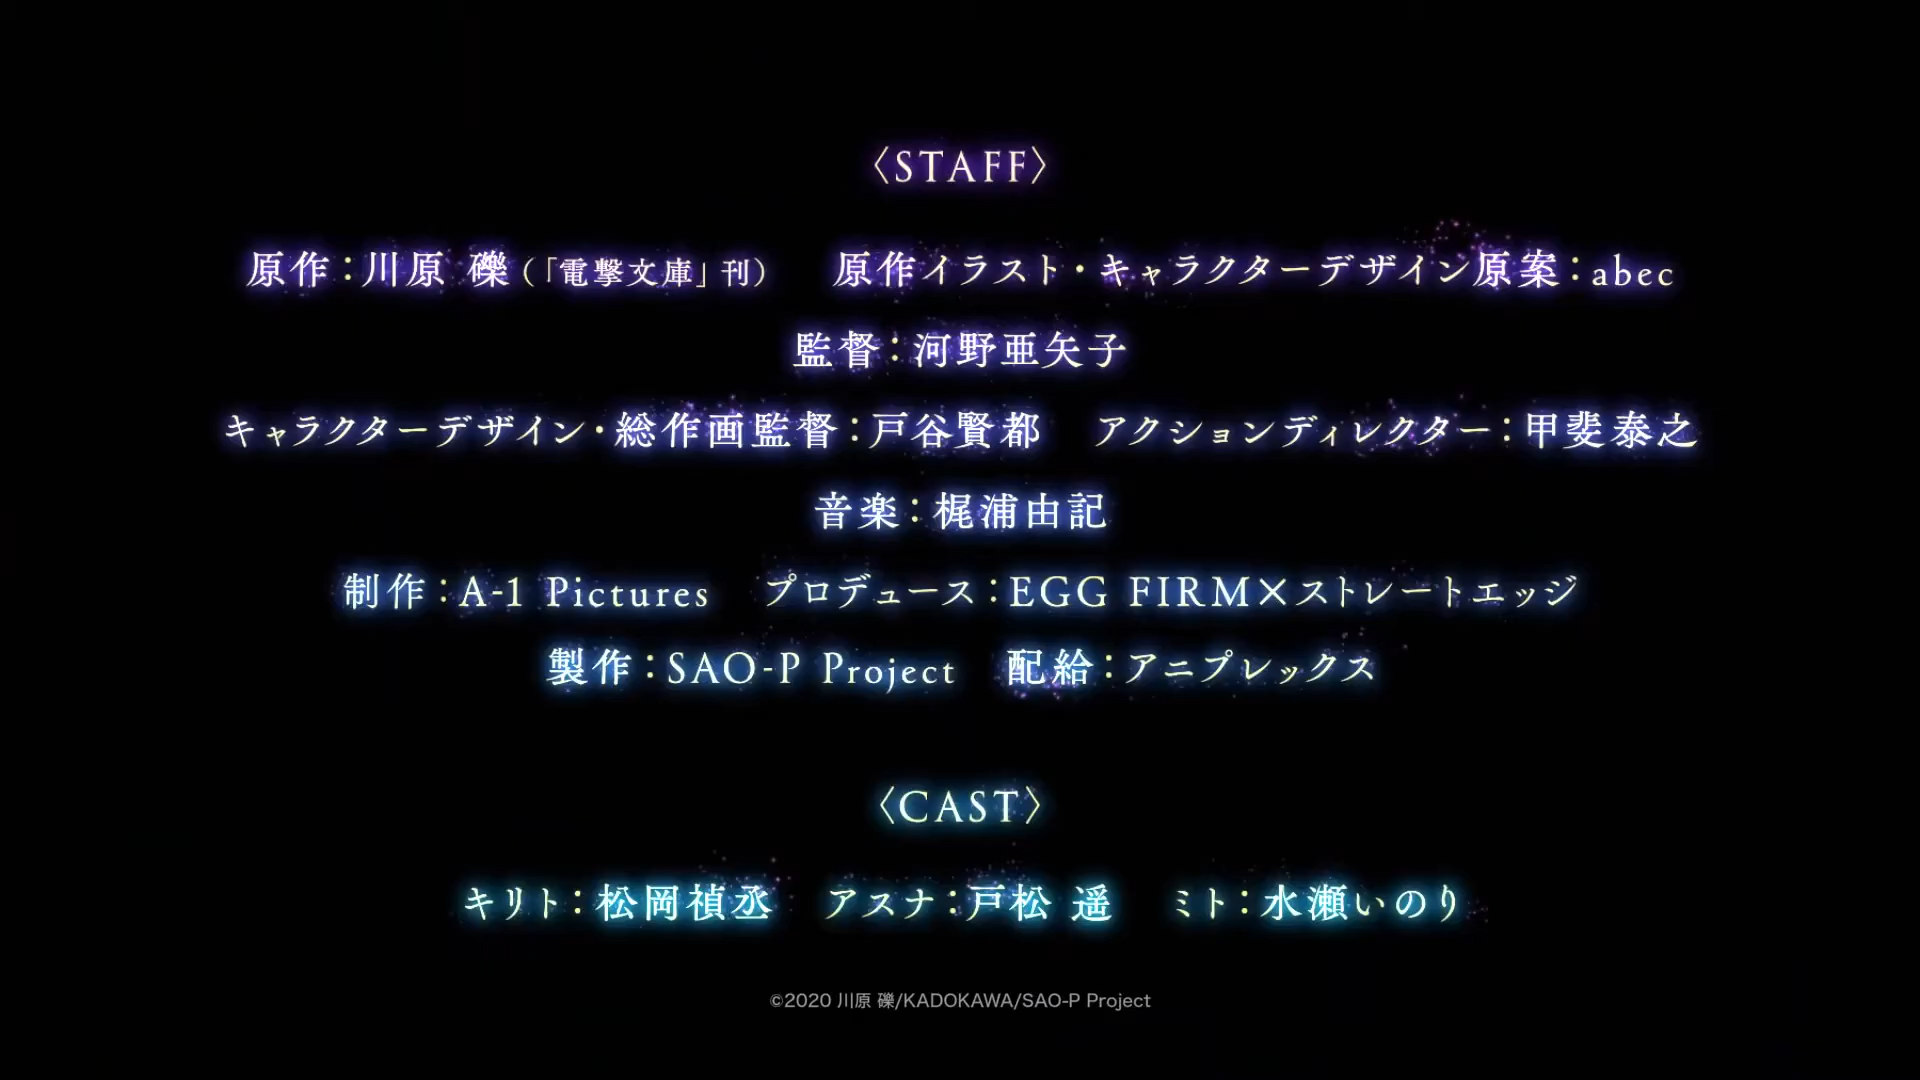 〈STAFF〉
原作：川原 礫（「電撃文庫」刊）　原作イラスト・キャラクターデザイン原案：abec
監督：河野亜矢子
キャラクターデザイン・総作画監督：戸谷賢都　アクションディレクター：甲斐泰之
音楽：梶浦由記
制作：A-1 Pictures　プロデュース：EGG FIRM×ストレートエッジ
製作：SAO-P Project　配給：アニプレックス
〈CAST〉
キリト：松岡禎丞　アスナ：戸松 遥　ミト：水瀬いのり
©2020 川原 礫/KADOKAWA/SAO-P Project